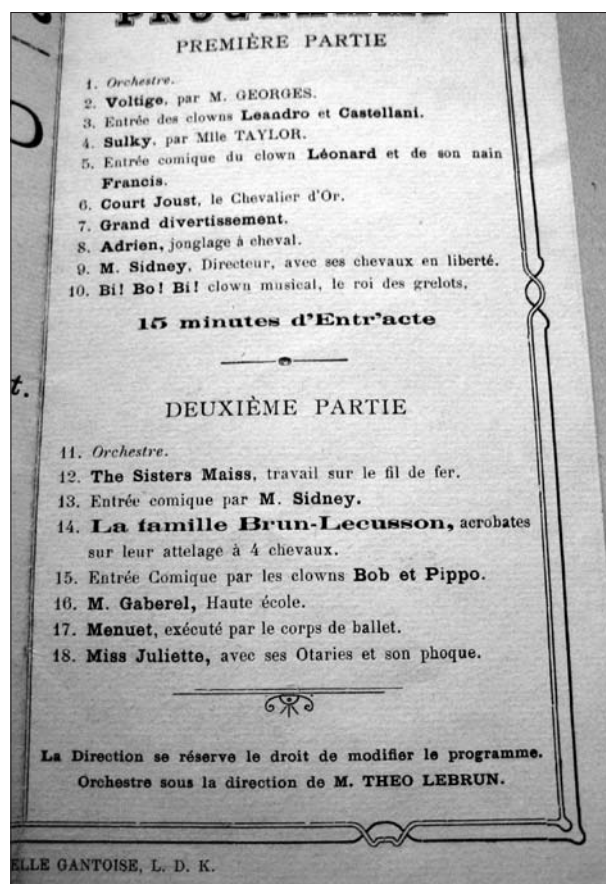 PROGRAMME
PREMIÈRE PARTIE
1. Orchestre.
2. Voltige, par M. GEORGES.
3. Entrée des clowns Leandro et Castellani.
4. Sulky, par Mlle TAYLOR.
5. Entrée comique du clown Léonard et de son nain
Francis.
6. Court Joust, le Chevalier d'Or.
7. Grand divertissement.
8. Adrien, jonglage à cheval.
9. M. Sidney, Directeur, avec ses chevaux en liberté.
10. Bi! Bo! Bi! clown musical, le roi des grelots.
15 minutes d'Entr'acte
t.
DEUXIÈME PARTIE
11. Orchestre.
12. The Sisters Maiss, travail sur le fil de fer.
13. Entrée comique par M. Sidney.
14. La famille Brun-Lecusson, acrobates
sur leur attelage à 4 chevaux.
15. Entrée Comique par les clowns Bob et Pippo.
16. M. Gaberel, Haute école.
17. Menuet, exécuté par le corps de ballet.
18. Miss Juliette, avec ses Otaries et son phoque.
La Direction se réserve le droit de modifier le programme.
Orchestre sous la direction de M. THEO LEBRUN.
ELLE GANTOISE, L. D. K.